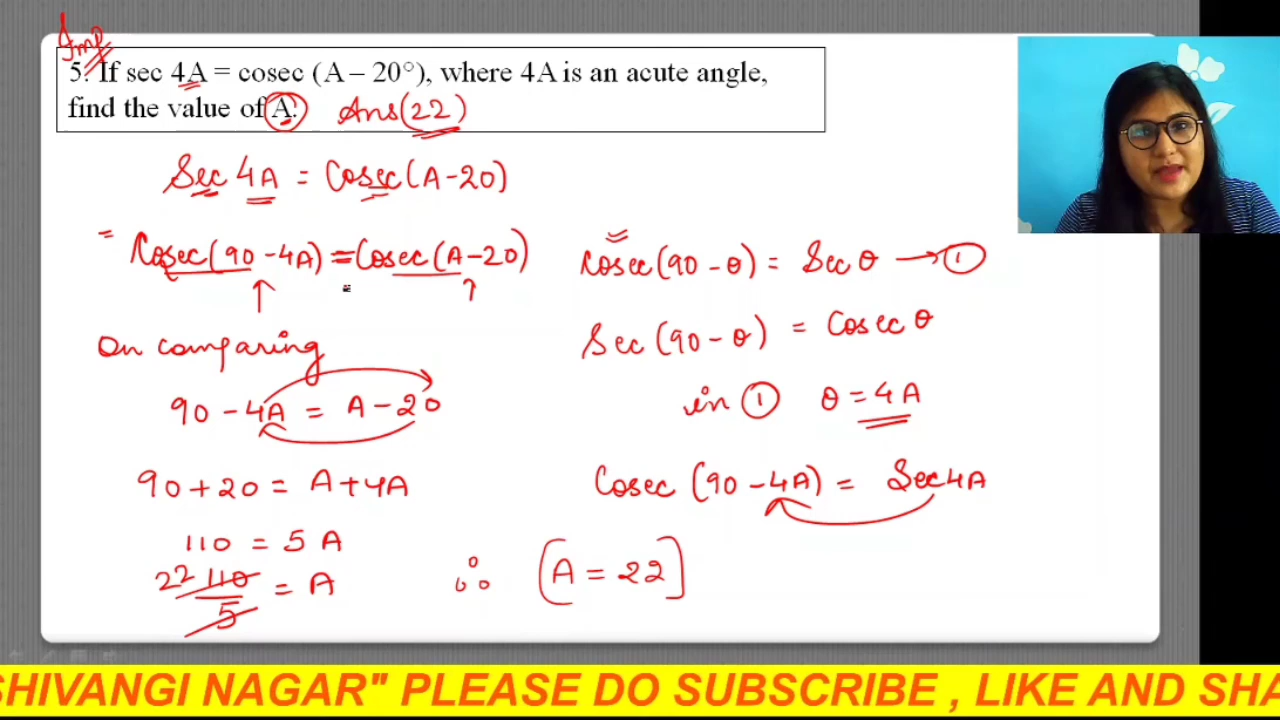 Imp
5. If sec 4A = cosec (A – 20°), where 4A is an acute angle,
find the value of A. Ans(22)
Sec 4A = Cosec(A-20)
= Cosec(90-4A) = Cosec(A-20)
On comparing
90-4A = A-20
90+20 = A+4A
110 = 5A
22 110/5 = A
∴ [A = 22]
Cosec(90-θ) = Sec θ → ①
Sec(90-θ) = Cosec θ
in ① θ = 4A
Cosec (90-4A) = Sec4A
SHIVANGI NAGAR" PLEASE DO SUBSCRIBE , LIKE AND SHA